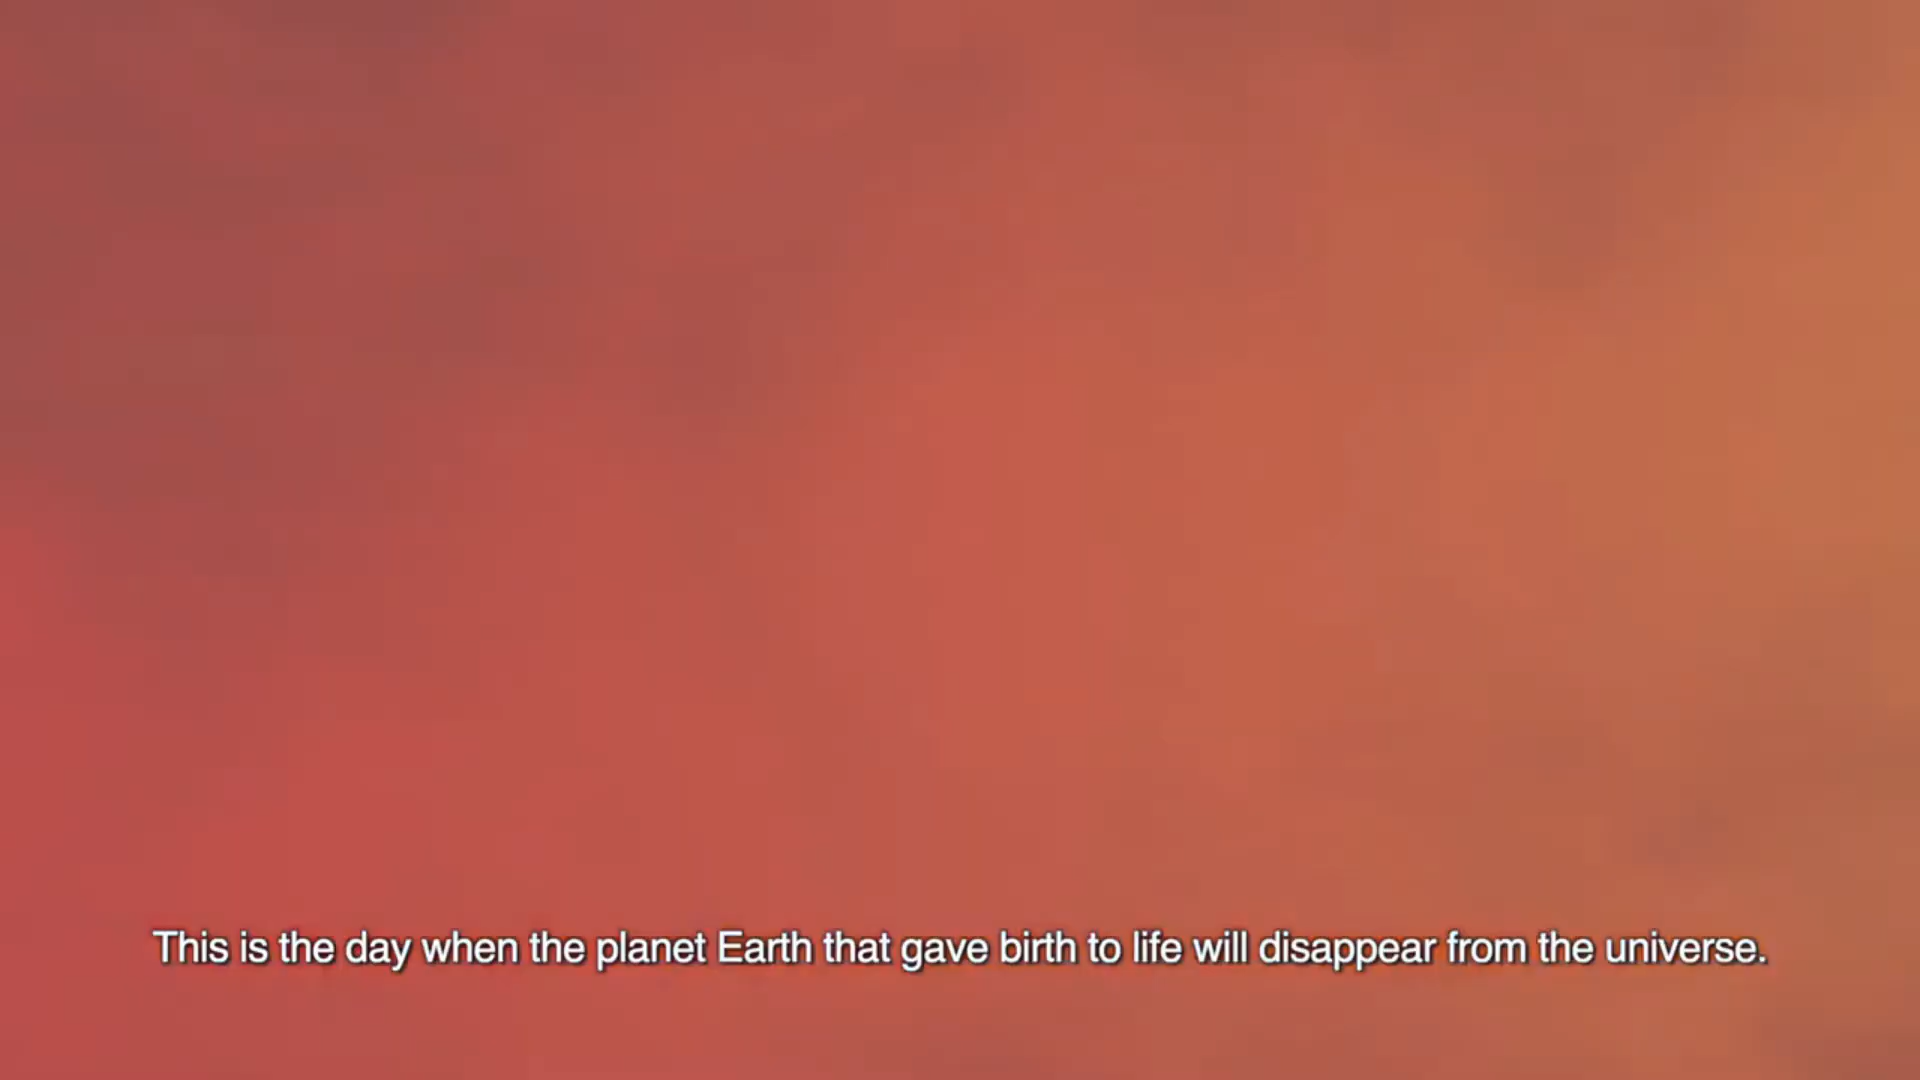 This is the day when the planet Earth that gave birth to life will disappear from the universe.